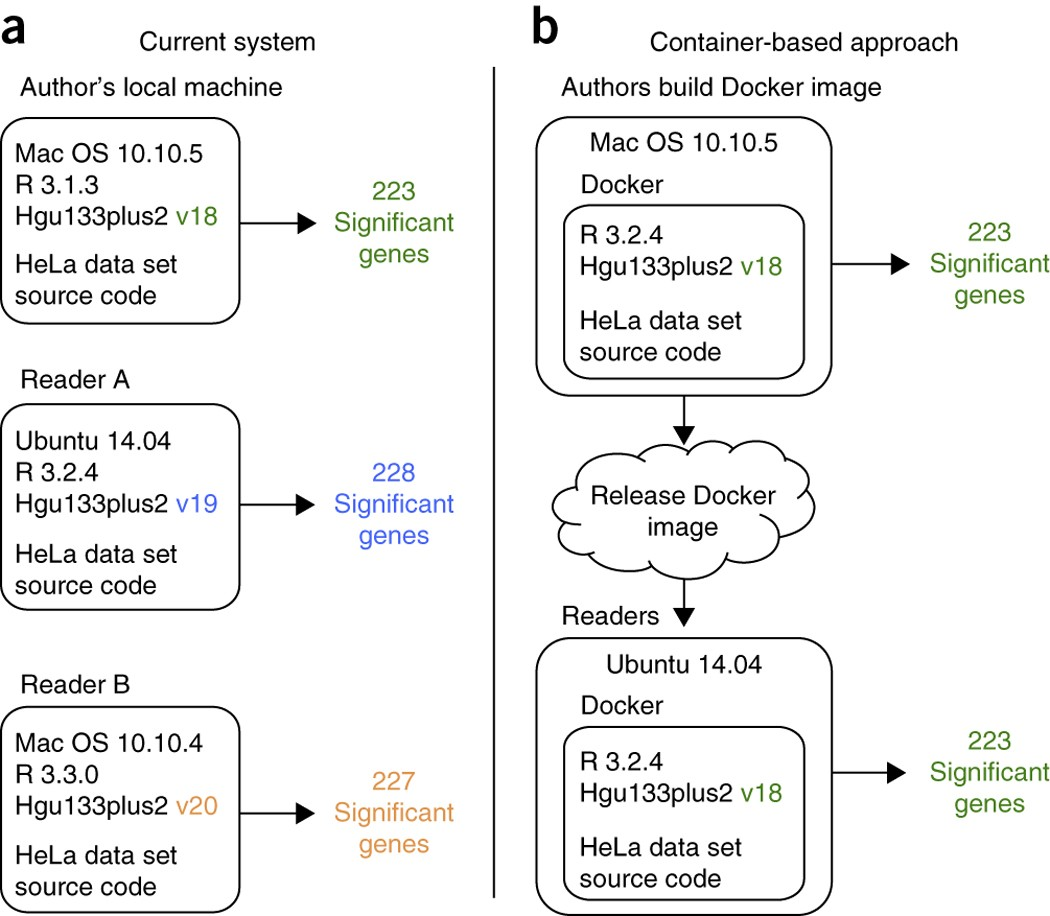 a
Current system
Author's local machine
Mac OS 10.10.5
R 3.1.3
Hgu133plus2 v18
HeLa data set
source code
223
Significant
genes
Reader A
Ubuntu 14.04
R 3.2.4
Hgu133plus2 v19
HeLa data set
source code
228
Significant
genes
Reader B
Mac OS 10.10.4
R 3.3.0
Hgu133plus2 v20
HeLa data set
source code
227
Significant
genes
b
Container-based approach
Authors build Docker image
Mac OS 10.10.5
Docker
R 3.2.4
Hgu133plus2 v18
HeLa data set
source code
223
Significant
genes
Release Docker
image
Readers
Ubuntu 14.04
Docker
R 3.2.4
Hgu133plus2 v18
HeLa data set
source code
223
Significant
genes